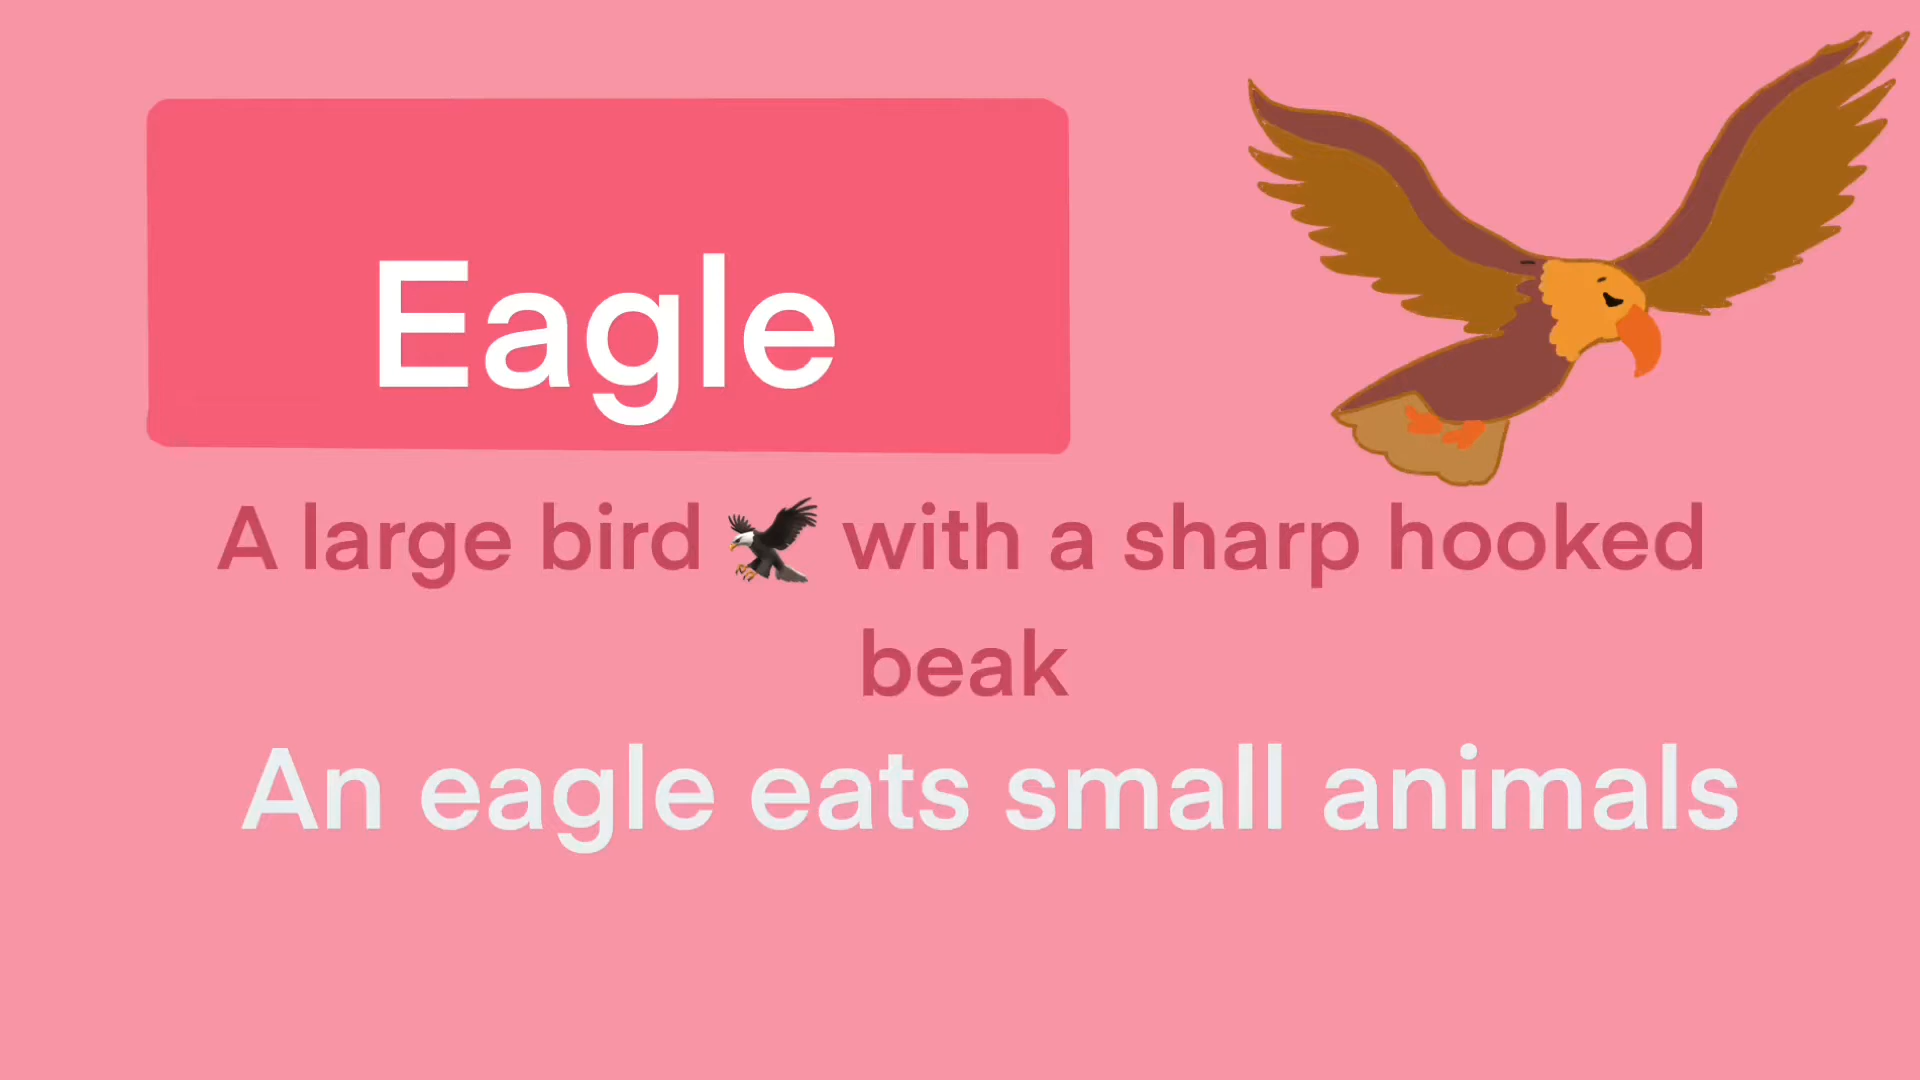 Eagle
A large bird 🦅 with a sharp hooked
beak
An eagle eats small animals